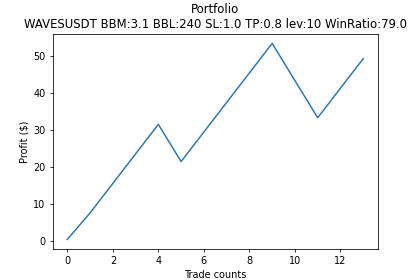 Portfolio
WAVESUSDT BBM:3.1 BBL:240 SL:1.0 TP:0.8 lev:10 WinRatio:79.0
Profit ($)
50
40
30
20
10
0
0 2 4 6 8 10 12
Trade counts